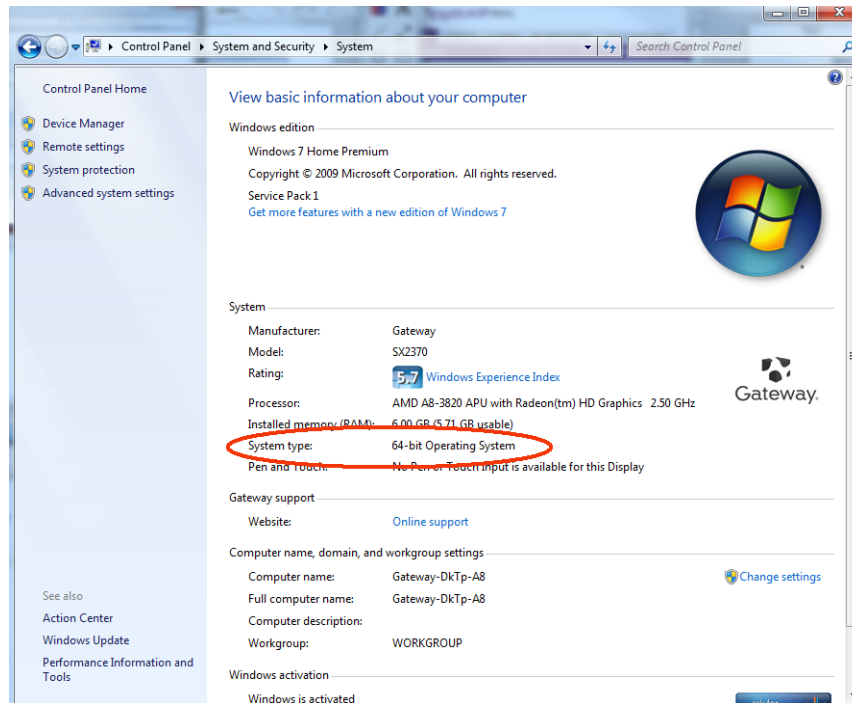 Control Panel ▸ System and Security ▸ System
Search Control Panel
Control Panel Home
Device Manager
Remote settings
System protection
Advanced system settings
View basic information about your computer
Windows edition
Windows 7 Home Premium
Copyright © 2009 Microsoft Corporation. All rights reserved.
Service Pack 1
Get more features with a new edition of Windows 7
System
Manufacturer: Gateway
Model: SX2370
Rating: 5.7 Windows Experience Index
Processor: AMD A8-3820 APU with Radeon(tm) HD Graphics 2.50 GHz
Installed memory (RAM): 6.00 GB (5.71 GB usable)
System type: 64-bit Operating System
Pen and Touch: No Pen or Touch Input is available for this Display
Gateway.
Gateway support
Website: Online support
Computer name, domain, and workgroup settings
Computer name: Gateway-DkTp-A8
Change settings
Full computer name: Gateway-DkTp-A8
Computer description:
Workgroup: WORKGROUP
Windows activation
Windows is activated
See also
Action Center
Windows Update
Performance Information and
Tools